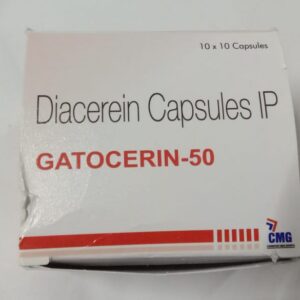 10 x 10 Capsules
Diacerein Capsules IP
GATOCERIN-50
CMG